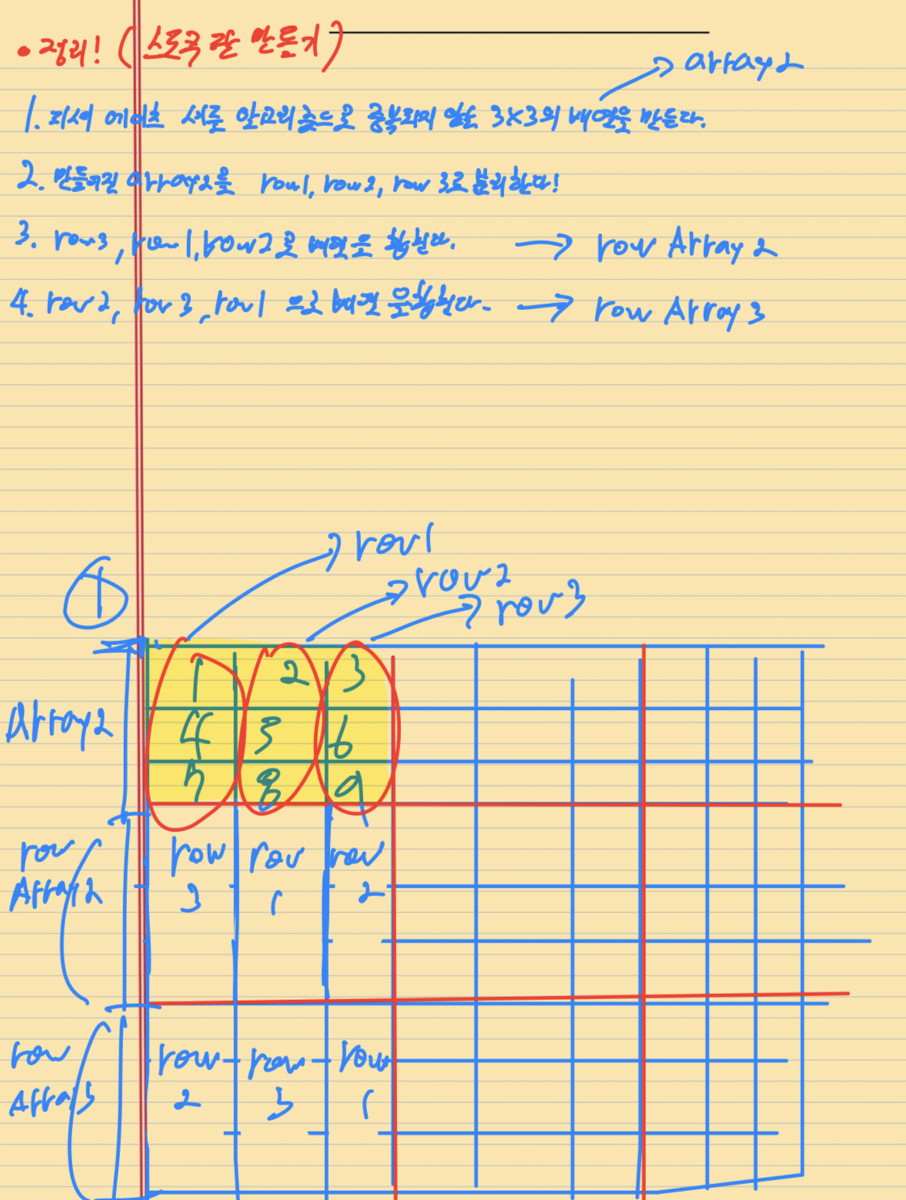 • 정리! (스도쿠 잘 만들기)
array2
1. 피셔 에이츠 셔플 알고리즘으로 중복되지 않는 3×3의 배열을 만든다.
2. 만들어진 array2를 row1, row2, row 3로 분리한다!
3. row3, row1, row2로 배열을 합친다. → row Array 2
4. row2, row3, row1 으로 배열 합친다. → row Array 3
1
row1
row2
row3
1 2 3
Array2
4 5 6
7 8 9
row row row
row
Array2
3 1 2
row
row row row
Array3
2 3 1